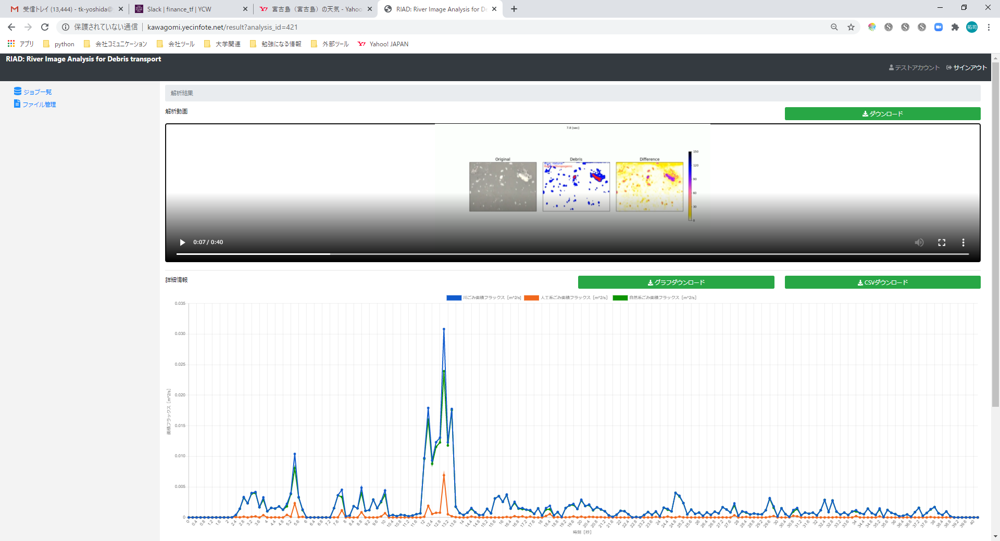 受信トレイ (13,444) - tk-yoshida@
Slack | finance_tf | YCW
宮古島（宮古島）の天気 - Yahoo
RIAD: River Image Analysis for De
保護されていない通信
kawagomi.yecinfote.net/result?analysis_id=421
拓司
アプリ
python
会社コミュニケーション
会社ツール
大学関連
勉強になる情報
外部ツール
Yahoo! JAPAN
RIAD: River Image Analysis for Debris transport
テストアカウント
サインアウト
ジョブ一覧
ファイル管理
解析結果
解析動画
ダウンロード
7.8 [sec]
Original
Debris
Difference
150
120
90
60
30
0
0:07 / 0:40
詳細情報
グラフダウンロード
CSVダウンロード
川ごみ面積フラックス [m^2/s]
人工系ごみ面積フラックス [m^2/s]
自然系ごみ面積フラックス [m^2/s]
面積フラックス [m^2/s]
0.035
0.030
0.025
0.020
0.015
0.010
0.005
0
0 0.4 0.8 1.2 1.6 2 2.4 2.8 3.2 3.6 4 4.4 4.8 5.2 5.6 6 6.4 6.8 7.2 7.6 8 8.4 8.8 9.2 9.6 10 10.4 10.8 11.2 11.6 12 12.4 12.8 13.2 13.6 14 14.4 14.8 15.2 15.6 16 16.4 16.8 17.2 17.6 18 18.4 18.8 19.2 19.6 20 20.4 20.8 21.2 21.6 22 22.4 22.8 23.2 23.6 24 24.4 24.8 25.2 25.6 26 26.4 26.8 27.2 27.6 28 28.4 28.8 29.2 29.6 30 30.4 30.8 31.2 31.6 32 32.4 32.8 33.2 33.6 34 34.4 34.8 35.2 35.6 36 36.4 36.8 37.2 37.6 38 38.4 38.8 39.2 39.6 40
時刻 [秒]